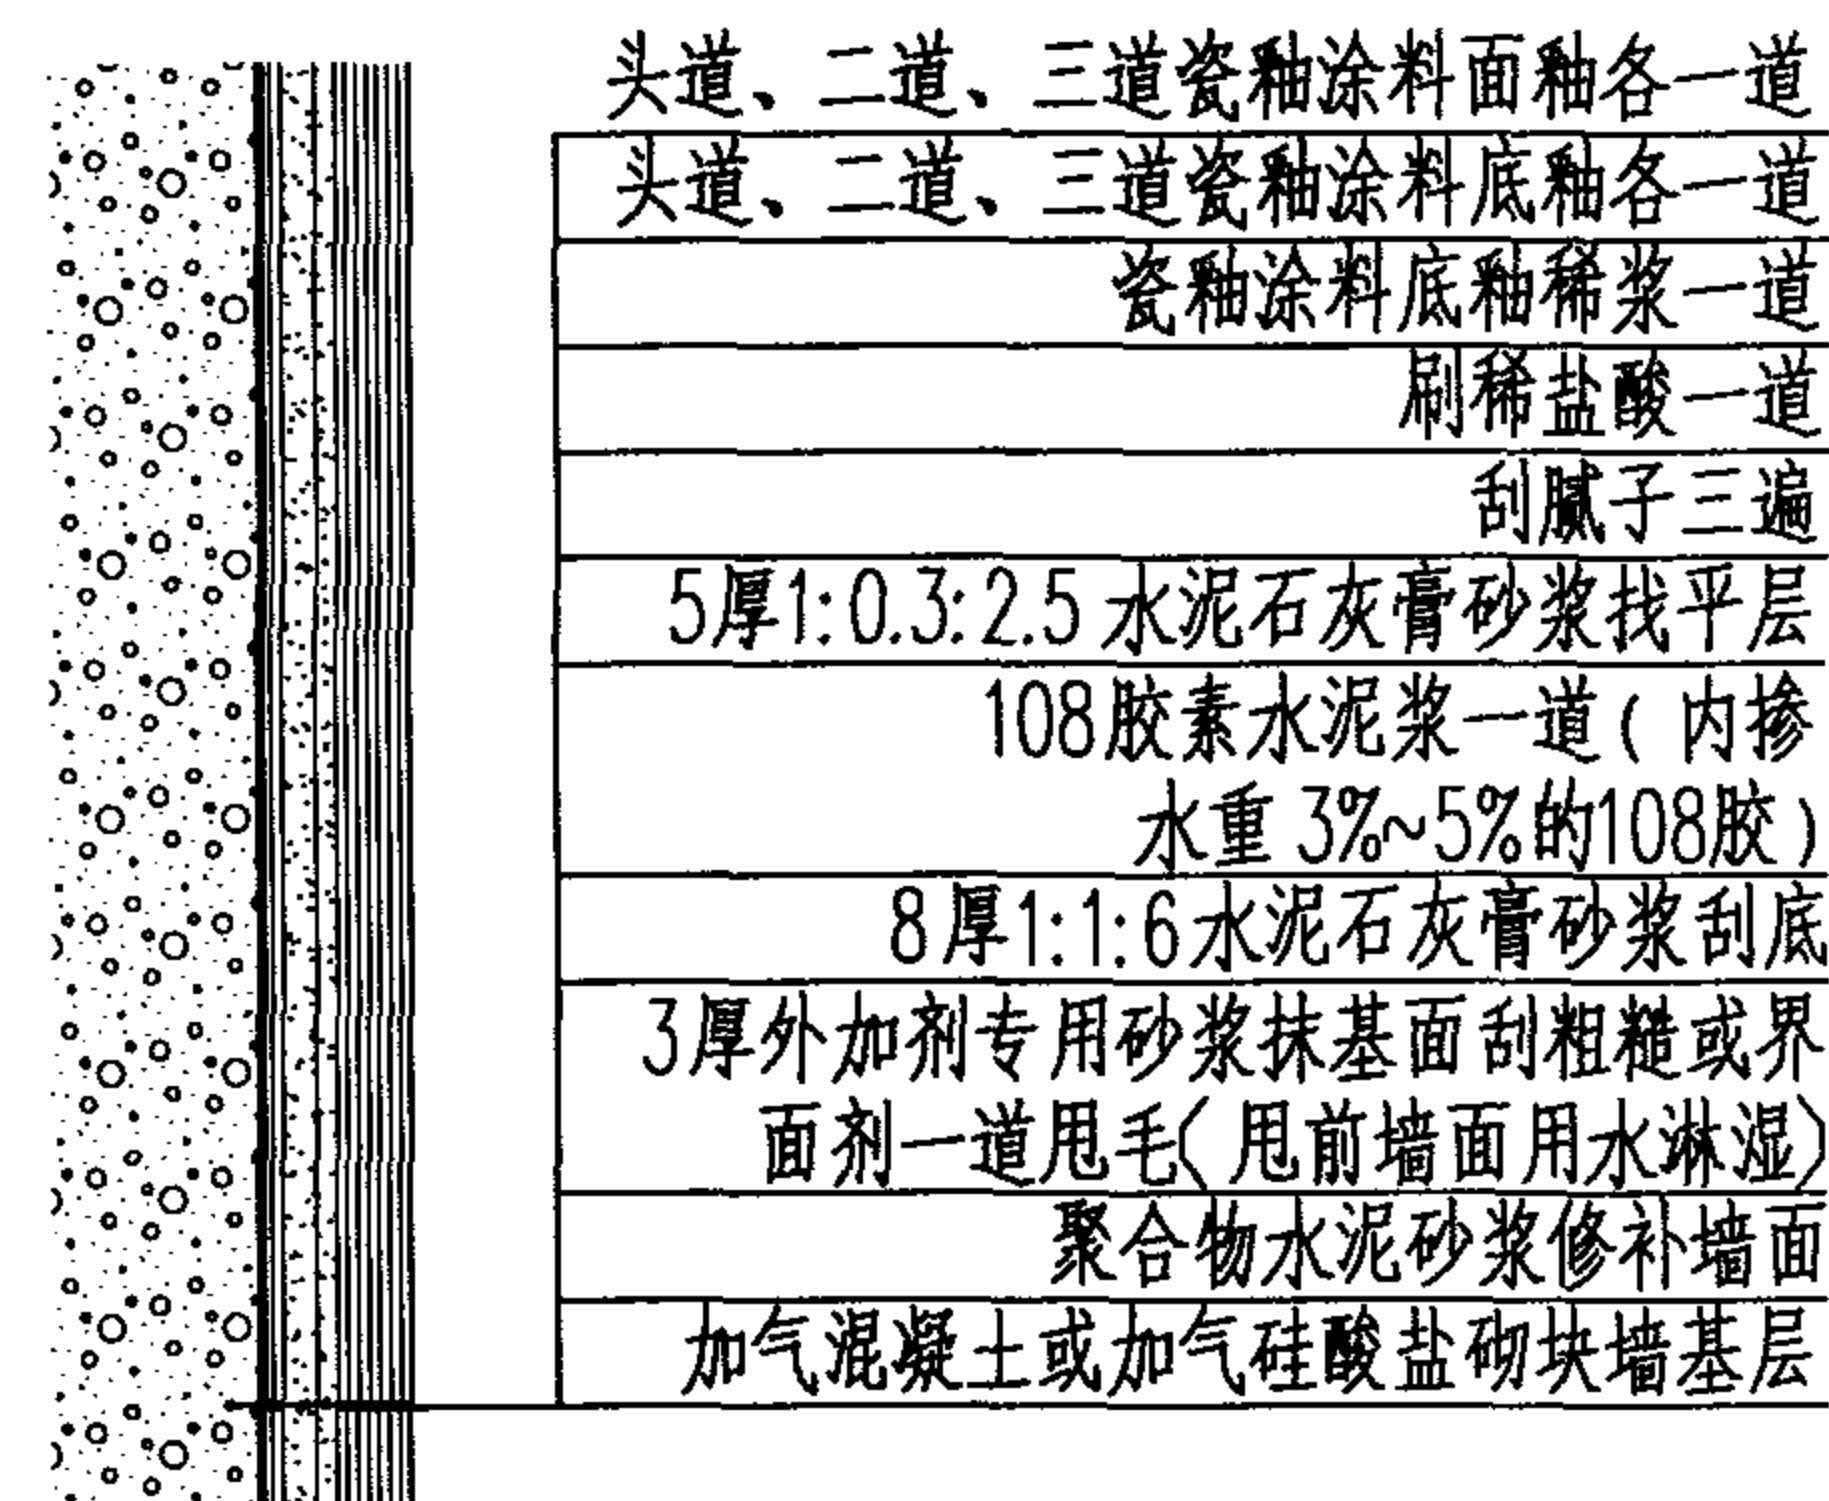 头道、二道、三道瓷釉涂料面釉各一道
头道、二道、三道瓷釉涂料底釉各一道
瓷釉涂料底釉稀浆一道
刷稀盐酸一道
刮腻子三遍
5厚1:0.3:2.5水泥石灰膏砂浆找平层
108胶素水泥浆一道(内掺
水重3%~5%的108胶)
8厚1:1:6水泥石灰膏砂浆刮底
3厚外加剂专用砂浆抹基面刮粗糙或界
面剂一道甩毛(甩前墙面用水淋湿)
聚合物水泥砂浆修补墙面
加气混凝土或加气硅酸盐砌块墙基层